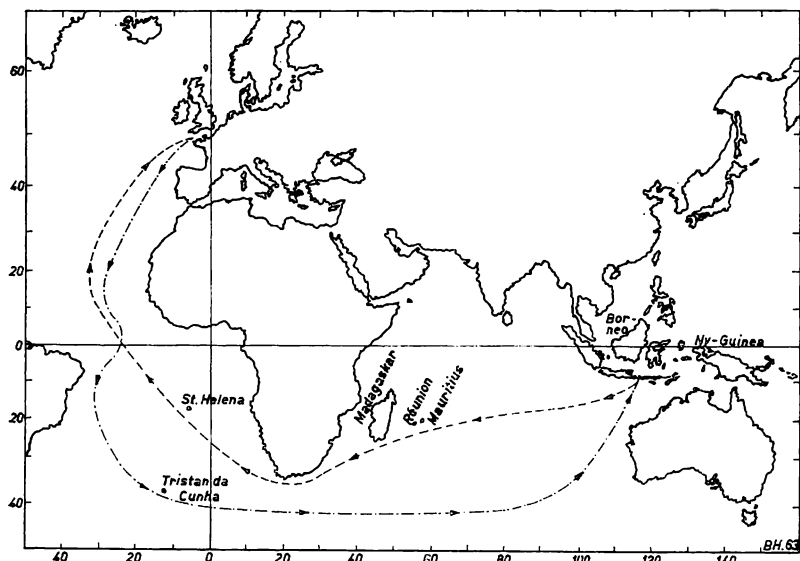 60
40
20
0
20
40
St. Helena
Tristan da
Cunha
Madagaskar
Réunion
Mauritius
Bor-
neo
Ny-Guinea
40
20
0
20
40
60
80
100
120
140
BH.63